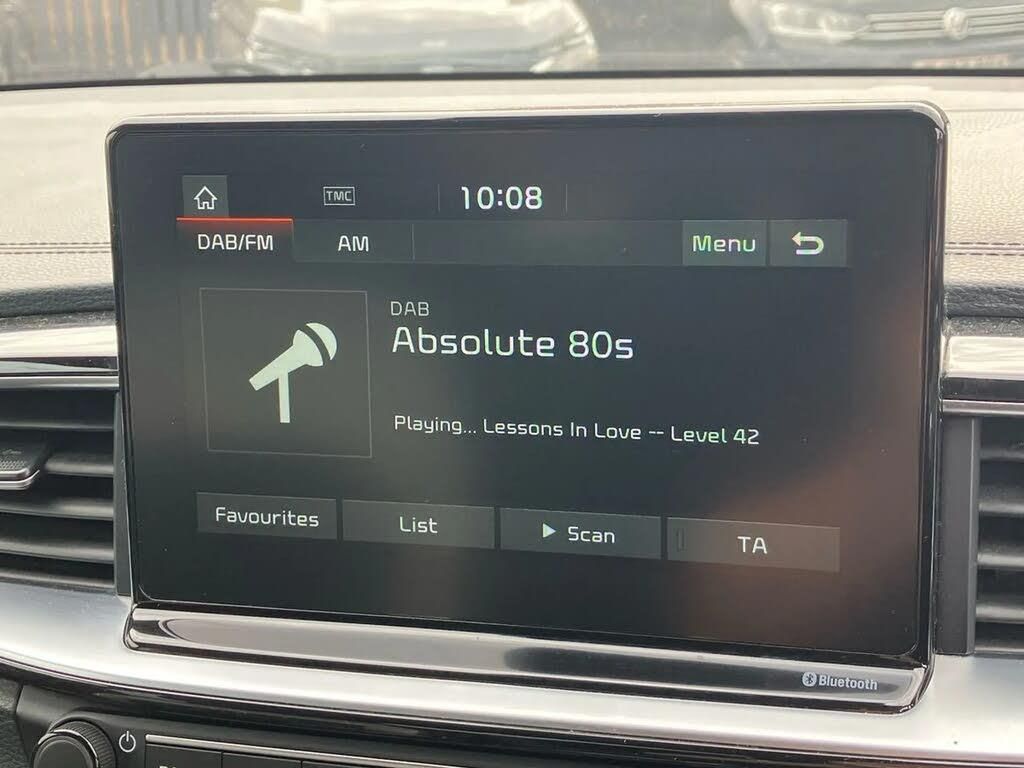 TMC
10:08
DAB/FM
AM
Menu
DAB
Absolute 80s
Playing... Lessons In Love -- Level 42
Favourites
List
Scan
TA
Bluetooth